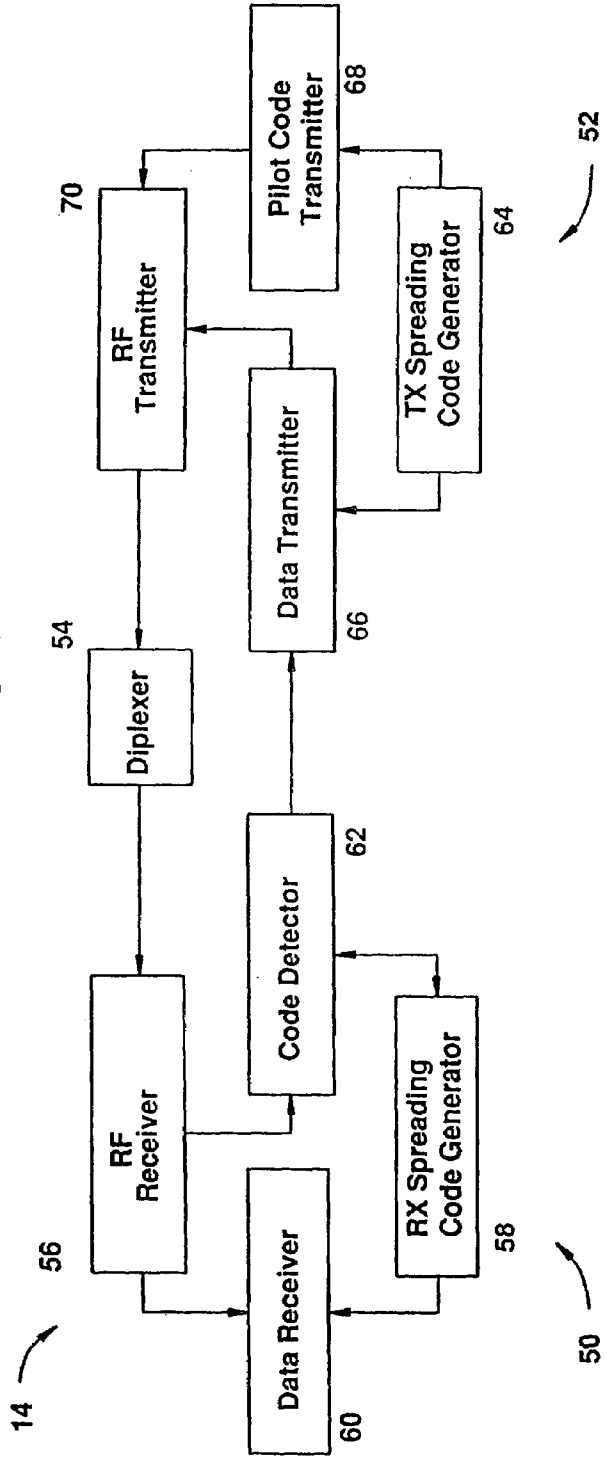 14
56
RF
Receiver
54
Diplexer
70
RF
Transmitter
60
Data Receiver
Code Detector
62
66
Data Transmitter
Pilot Code
Transmitter
68
58
RX Spreading
Code Generator
TX Spreading
Code Generator
64
50
52